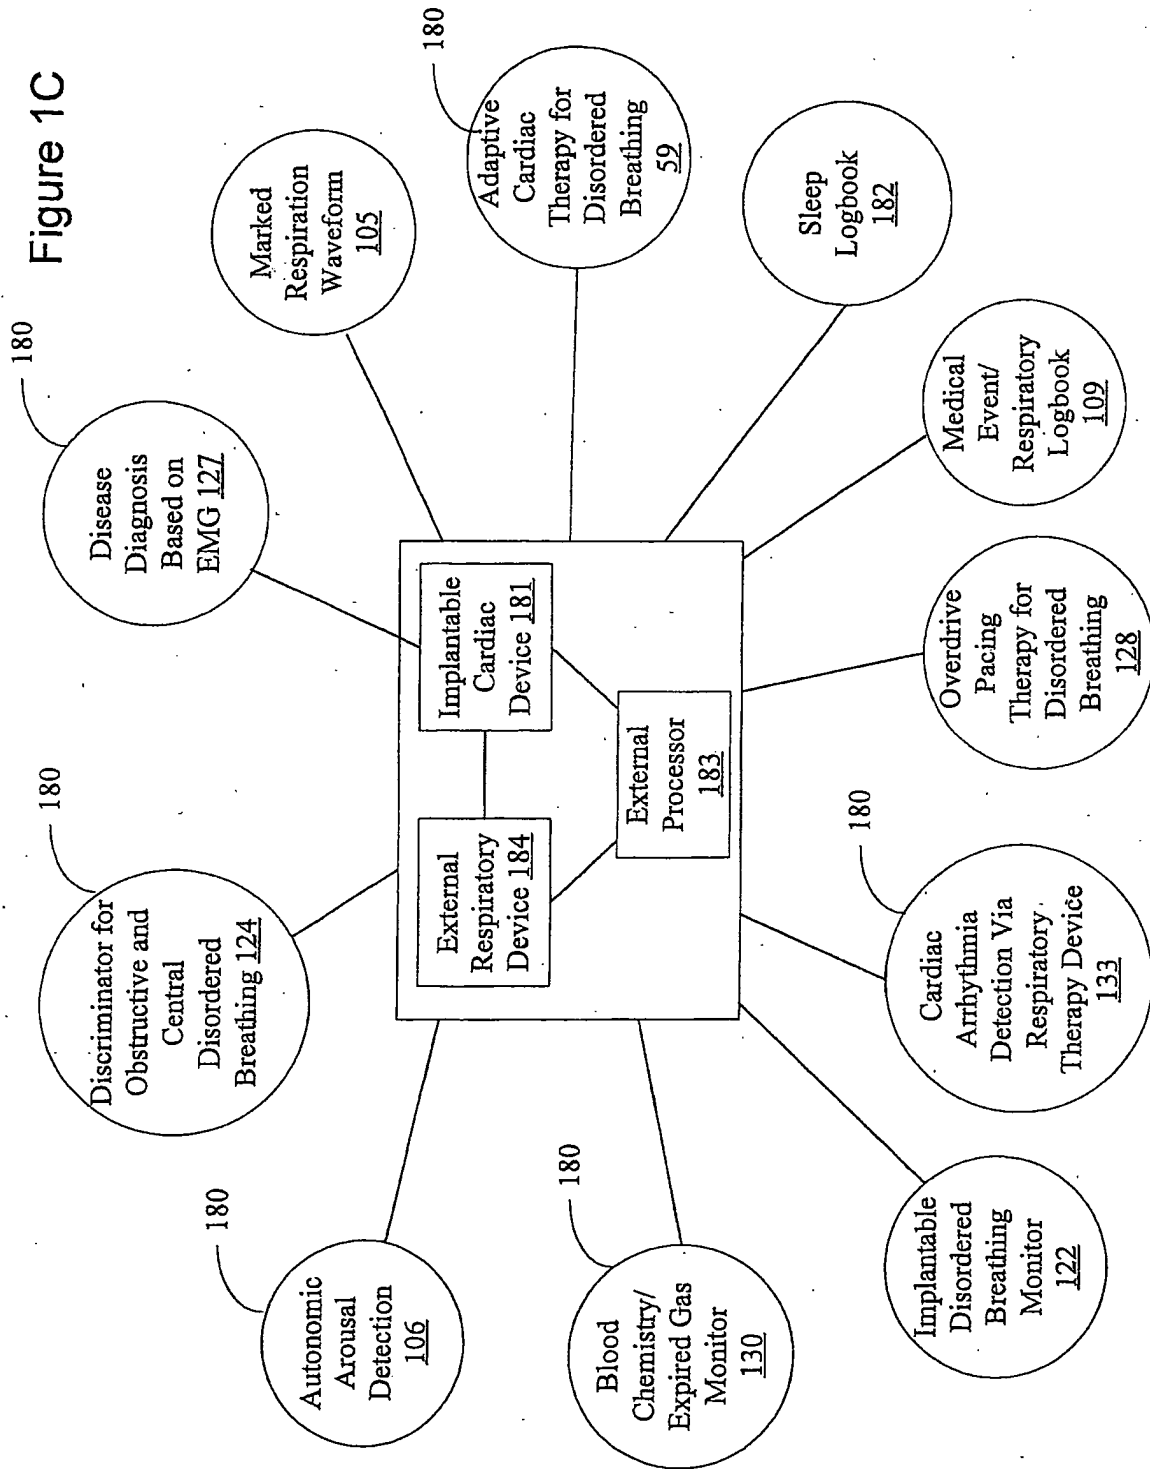 Figure 1C
180
Discriminator for
Obstructive and
Central
Disordered
Breathing 124
180
Disease
Diagnosis
Based on
EMG 127
Marked
Respiration
Waveform
105
180
Adaptive
Cardiac
Therapy for
Disordered
Breathing
59
Sleep
Logbook
182
Medical
Event/
Respiratory
Logbook
109
Overdrive
Pacing
Therapy for
Disordered
Breathing
128
180
Cardiac
Arrhythmia
Detection Via
Respiratory
Therapy Device
133
Implantable
Disordered
Breathing
Monitor
122
180
Blood
Chemistry/
Expired Gas
Monitor
130
180
Autonomic
Arousal
Detection
106
External
Respiratory
Device 184
Implantable
Cardiac
Device 181
External
Processor
183